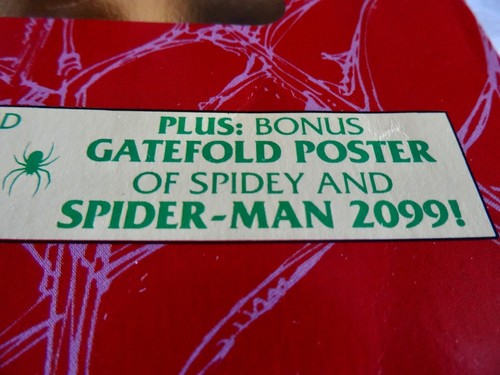 D
PLUS: BONUS
GATEFOLD POSTER
OF SPIDEY AND
SPIDER-MAN 2099!